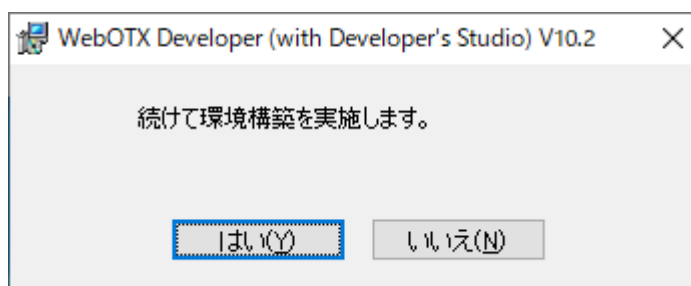 WebOTX Developer (with Developer's Studio) V10.2
続けて環境構築を実施します。
はい(Y)
いいえ(N)